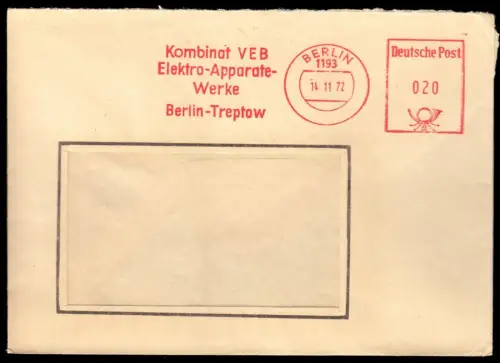 Kombinat VEB
Elektro-Apparate-
Werke
Berlin-Treptow
BERLIN
1193
14 11 72
Deutsche Post
020